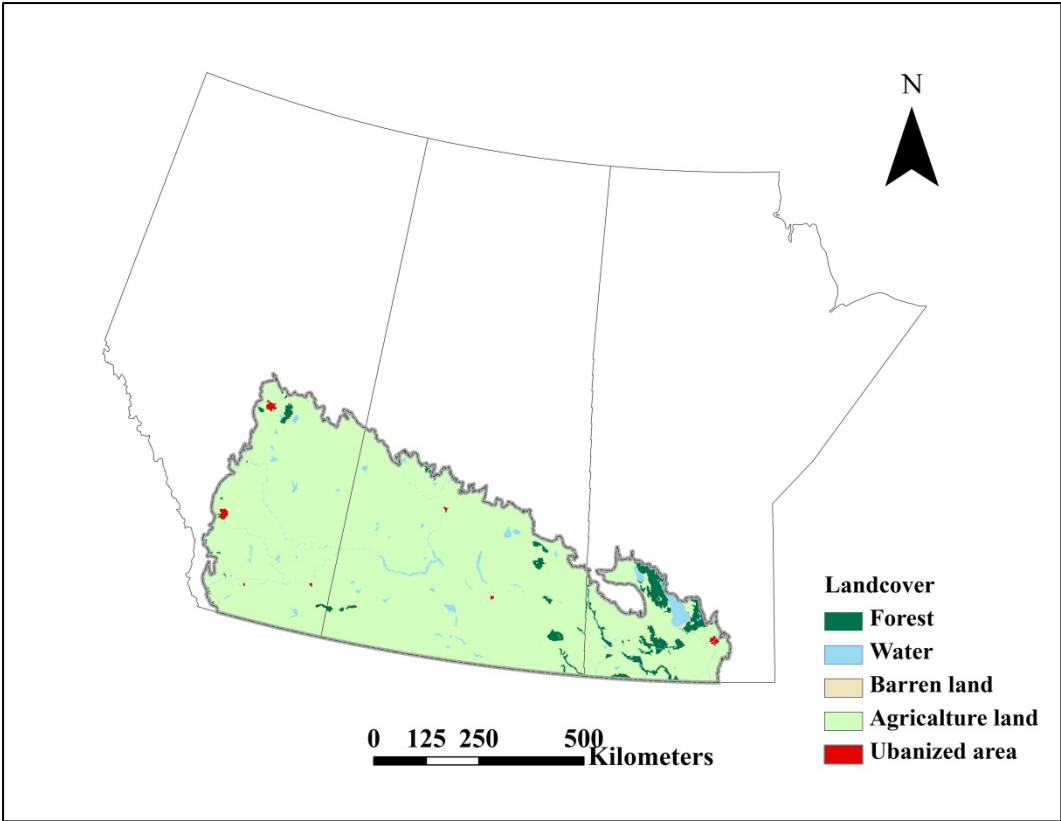 N
Landcover
Forest
Water
Barren land
Agricalture land
Ubanized area
0 125 250 500
Kilometers